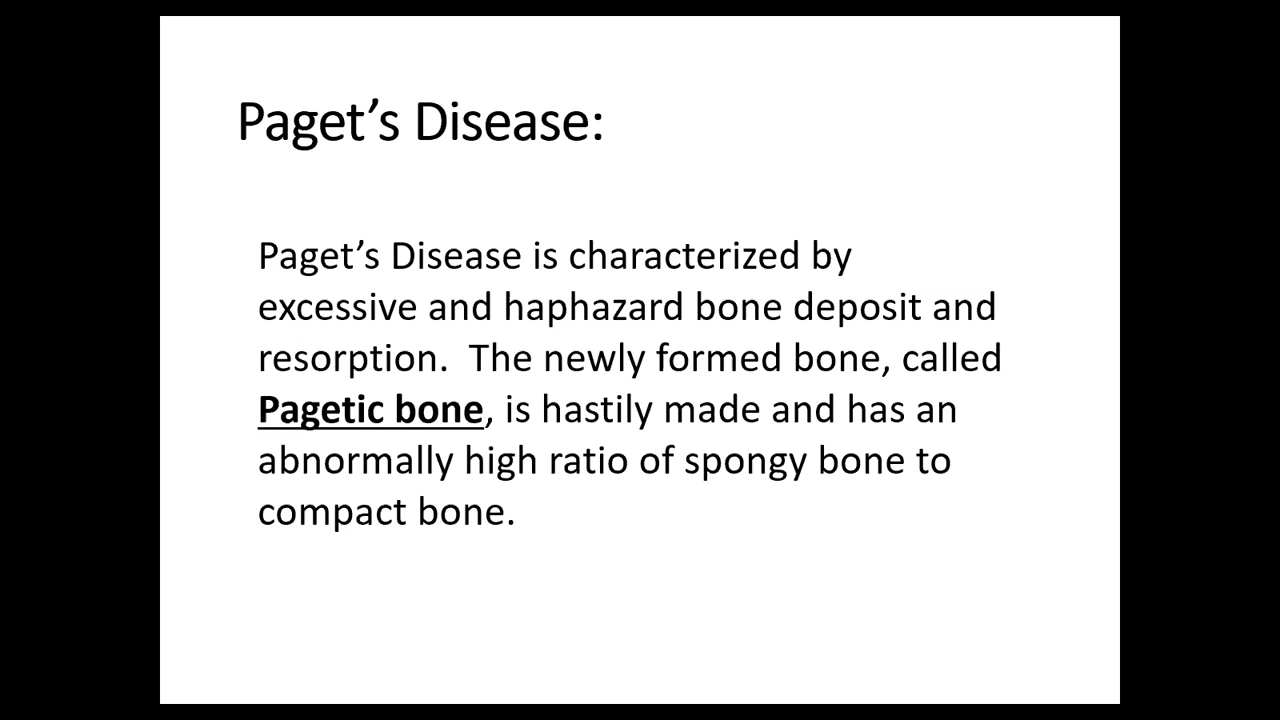 Paget’s Disease:
Paget’s Disease is characterized by
excessive and haphazard bone deposit and
resorption.  The newly formed bone, called
Pagetic bone, is hastily made and has an
abnormally high ratio of spongy bone to
compact bone.